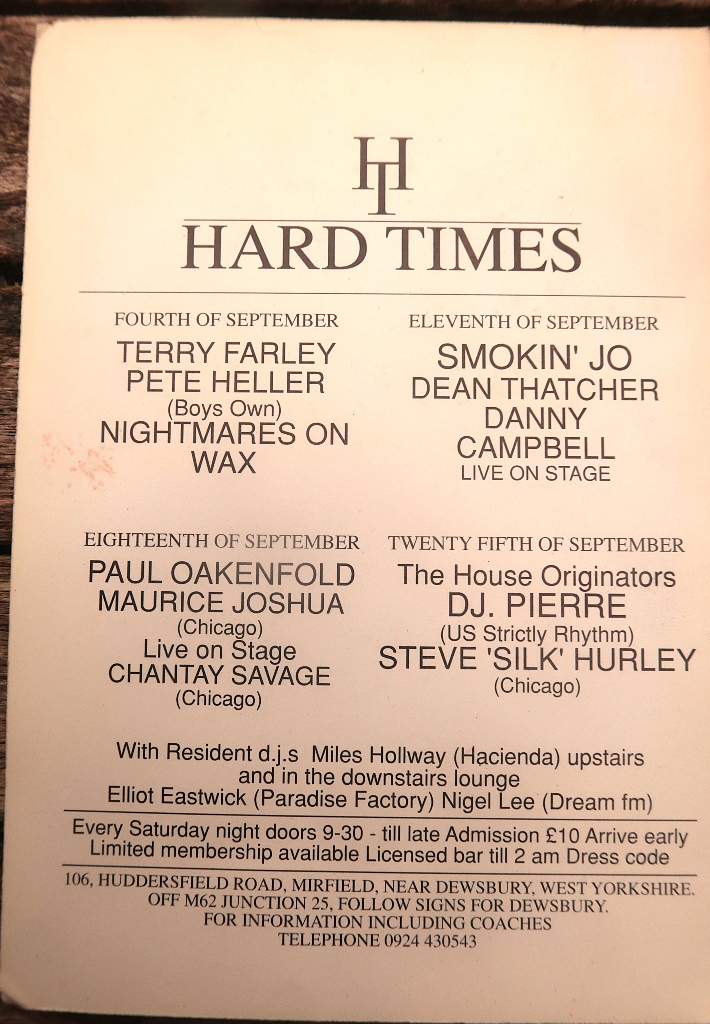 HT
HARD TIMES
FOURTH OF SEPTEMBER
TERRY FARLEY
PETE HELLER
(Boys Own)
NIGHTMARES ON
WAX
ELEVENTH OF SEPTEMBER
SMOKIN' JO
DEAN THATCHER
DANNY
CAMPBELL
LIVE ON STAGE
EIGHTEENTH OF SEPTEMBER
PAUL OAKENFOLD
MAURICE JOSHUA
(Chicago)
Live on Stage
CHANTAY SAVAGE
(Chicago)
TWENTY FIFTH OF SEPTEMBER
The House Originators
DJ. PIERRE
(US Strictly Rhythm)
STEVE 'SILK' HURLEY
(Chicago)
With Resident d.j.s Miles Hollway (Hacienda) upstairs
and in the downstairs lounge
Elliot Eastwick (Paradise Factory) Nigel Lee (Dream fm)
Every Saturday night doors 9-30 - till late Admission £10 Arrive early
Limited membership available Licensed bar till 2 am Dress code
106, HUDDERSFIELD ROAD, MIRFIELD, NEAR DEWSBURY, WEST YORKSHIRE.
OFF M62 JUNCTION 25, FOLLOW SIGNS FOR DEWSBURY.
FOR INFORMATION INCLUDING COACHES
TELEPHONE 0924 430543